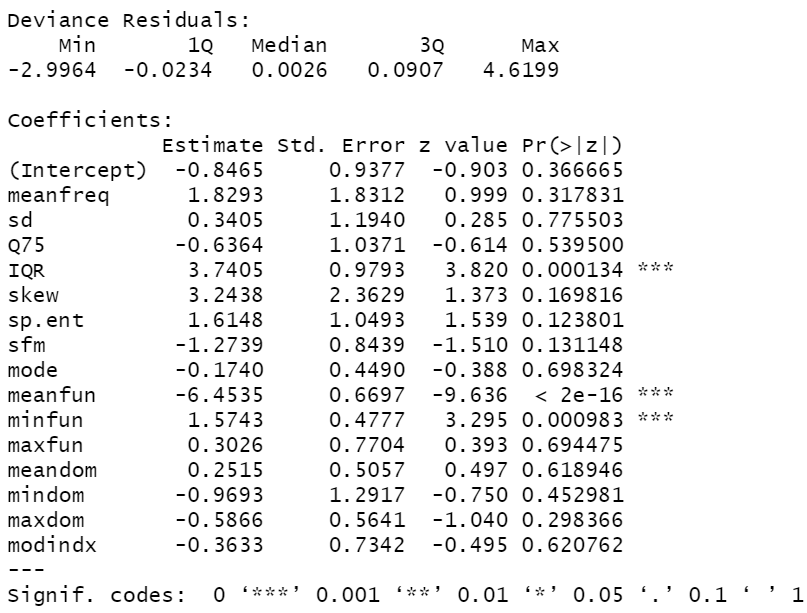 Deviance Residuals:
    Min       1Q   Median       3Q      Max
-2.9964  -0.0234   0.0026   0.0907   4.6199

Coefficients:
            Estimate Std. Error z value Pr(>|z|)
(Intercept)  -0.8465     0.9377  -0.903 0.366665
meanfreq      1.8293     1.8312   0.999 0.317831
sd            0.3405     1.1940   0.285 0.775503
Q75          -0.6364     1.0371  -0.614 0.539500
IQR           3.7405     0.9793   3.820 0.000134 ***
skew          3.2438     2.3629   1.373 0.169816
sp.ent        1.6148     1.0493   1.539 0.123801
sfm          -1.2739     0.8439  -1.510 0.131148
mode         -0.1740     0.4490  -0.388 0.698324
meanfun      -6.4535     0.6697  -9.636  < 2e-16 ***
minfun        1.5743     0.4777   3.295 0.000983 ***
maxfun        0.3026     0.7704   0.393 0.694475
meandom       0.2515     0.5057   0.497 0.618946
mindom       -0.9693     1.2917  -0.750 0.452981
maxdom       -0.5866     0.5641  -1.040 0.298366
modindx      -0.3633     0.7342  -0.495 0.620762
---
Signif. codes:  0 ‘***’ 0.001 ‘**’ 0.01 ‘*’ 0.05 ‘.’ 0.1 ‘ ’ 1